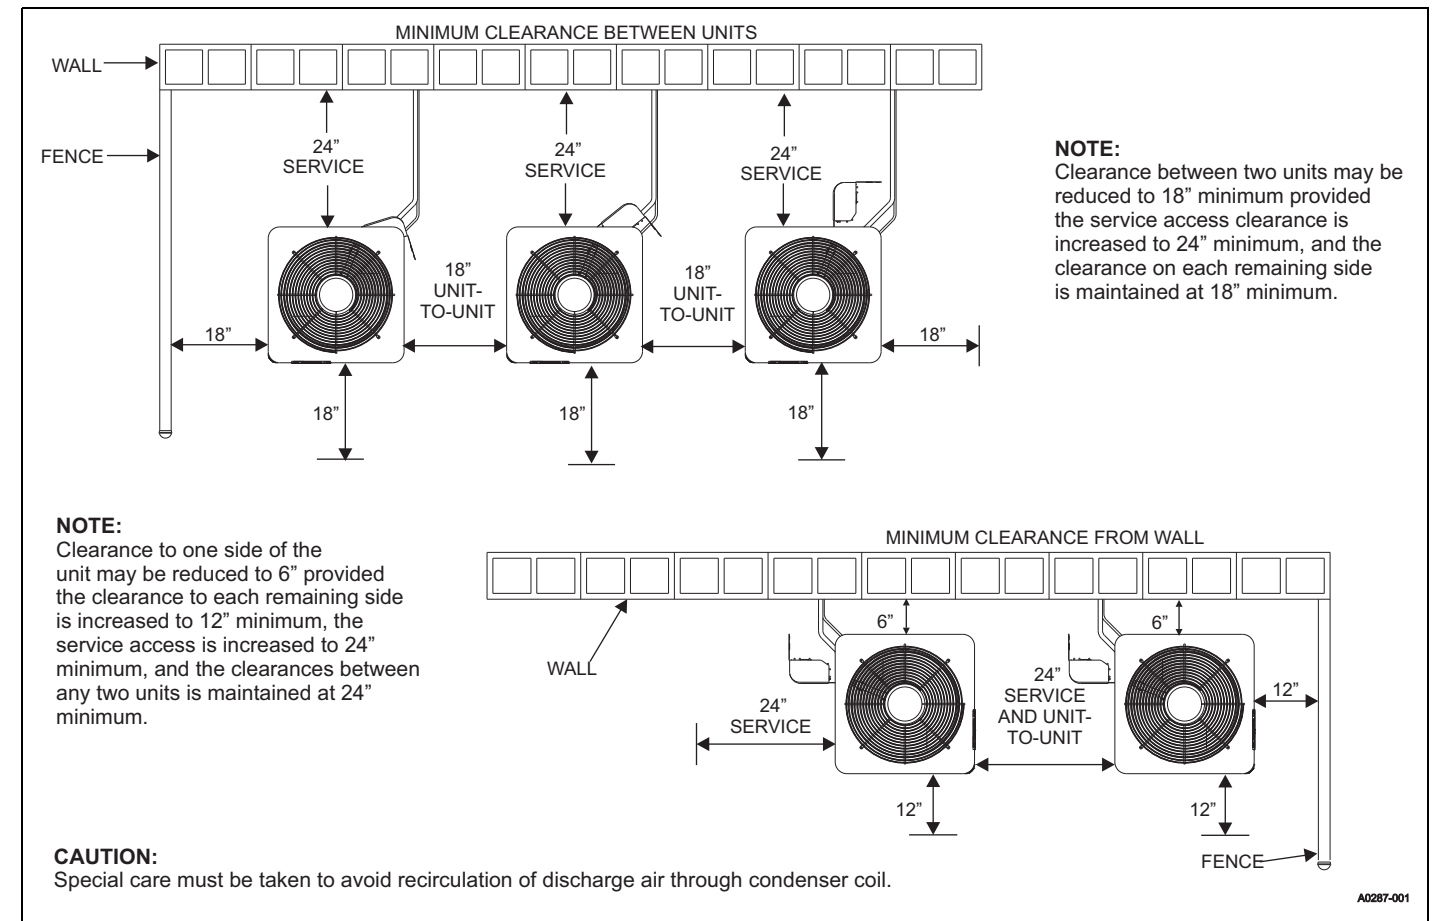 MINIMUM CLEARANCE BETWEEN UNITS
WALL
FENCE
24”
SERVICE
24”
SERVICE
24”
SERVICE
NOTE:
Clearance between two units may be
reduced to 18” minimum provided
the service access clearance is
increased to 24” minimum, and the
clearance on each remaining side
is maintained at 18” minimum.
18”
UNIT-
TO-UNIT
18”
UNIT-
TO-UNIT
18”
18”
18”
18”
18”
NOTE:
Clearance to one side of the
unit may be reduced to 6” provided
the clearance to each remaining side
is increased to 12” minimum, the
service access is increased to 24”
minimum, and the clearances between
any two units is maintained at 24”
minimum.
MINIMUM CLEARANCE FROM WALL
6”
6”
WALL
24”
SERVICE
24”
SERVICE
AND UNIT-
TO-UNIT
12”
12”
12”
FENCE
CAUTION:
Special care must be taken to avoid recirculation of discharge air through condenser coil.
A0287-001